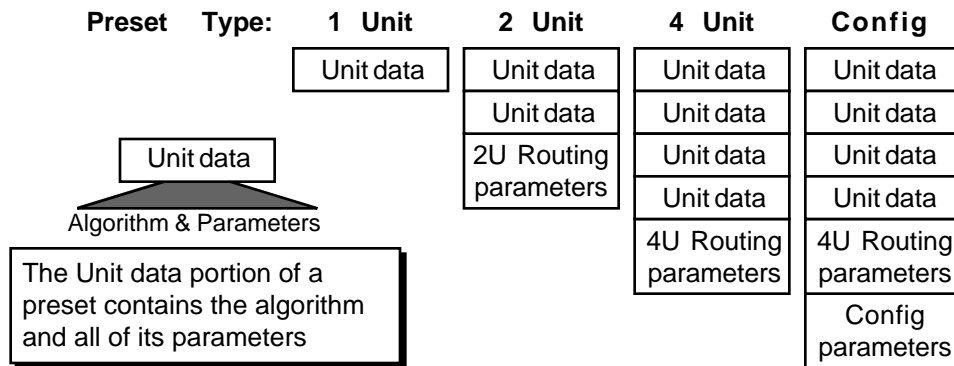 Preset Type: 1 Unit 2 Unit 4 Unit Config
Unit data Unit data Unit data Unit data
Unit data Unit data Unit data
2U Routing parameters
Unit data Unit data
Unit data Unit data
4U Routing parameters
4U Routing parameters
Config parameters
Unit data
Algorithm & Parameters
The Unit data portion of a
preset contains the algorithm
and all of its parameters